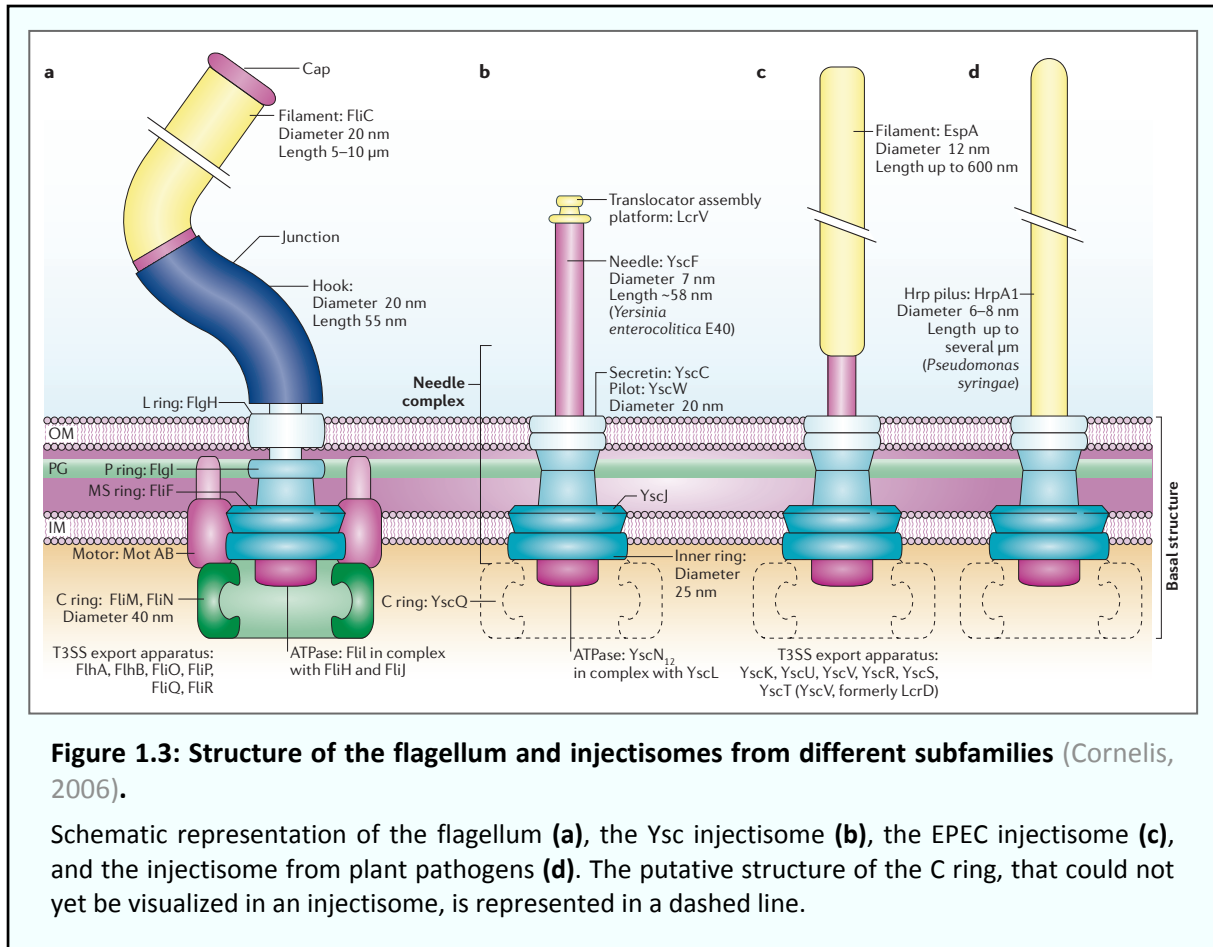 a
Cap
Filament: FliC
Diameter 20 nm
Length 5–10 µm
Junction
Hook:
Diameter 20 nm
Length 55 nm
L ring: FlgH
OM
PG
P ring: FlgI
MS ring: FliF
IM
Motor: Mot AB
C ring: FliM, FliN
Diameter 40 nm
T3SS export apparatus:
FlhA, FlhB, FliO, FliP,
FliQ, FliR
ATPase: FliI in complex
with FliH and FliJ
b
Translocator assembly
platform: LcrV
Needle: YscF
Diameter 7 nm
Length ~58 nm
(Yersinia
enterocolitica E40)
Needle
complex
Secretin: YscC
Pilot: YscW
Diameter 20 nm
YscJ
Inner ring:
Diameter
25 nm
C ring: YscQ
ATPase: YscN12
in complex with YscL
c
Filament: EspA
Diameter 12 nm
Length up to 600 nm
T3SS export apparatus:
YscK, YscU, YscV, YscR, YscS,
YscT (YscV, formerly LcrD)
d
Hrp pilus: HrpA1
Diameter 6–8 nm
Length up to
several µm
(Pseudomonas
syringae)
Basal structure
Figure 1.3: Structure of the flagellum and injectisomes from different subfamilies (Cornelis,
2006).
Schematic representation of the flagellum (a), the Ysc injectisome (b), the EPEC injectisome (c),
and the injectisome from plant pathogens (d). The putative structure of the C ring, that could not
yet be visualized in an injectisome, is represented in a dashed line.